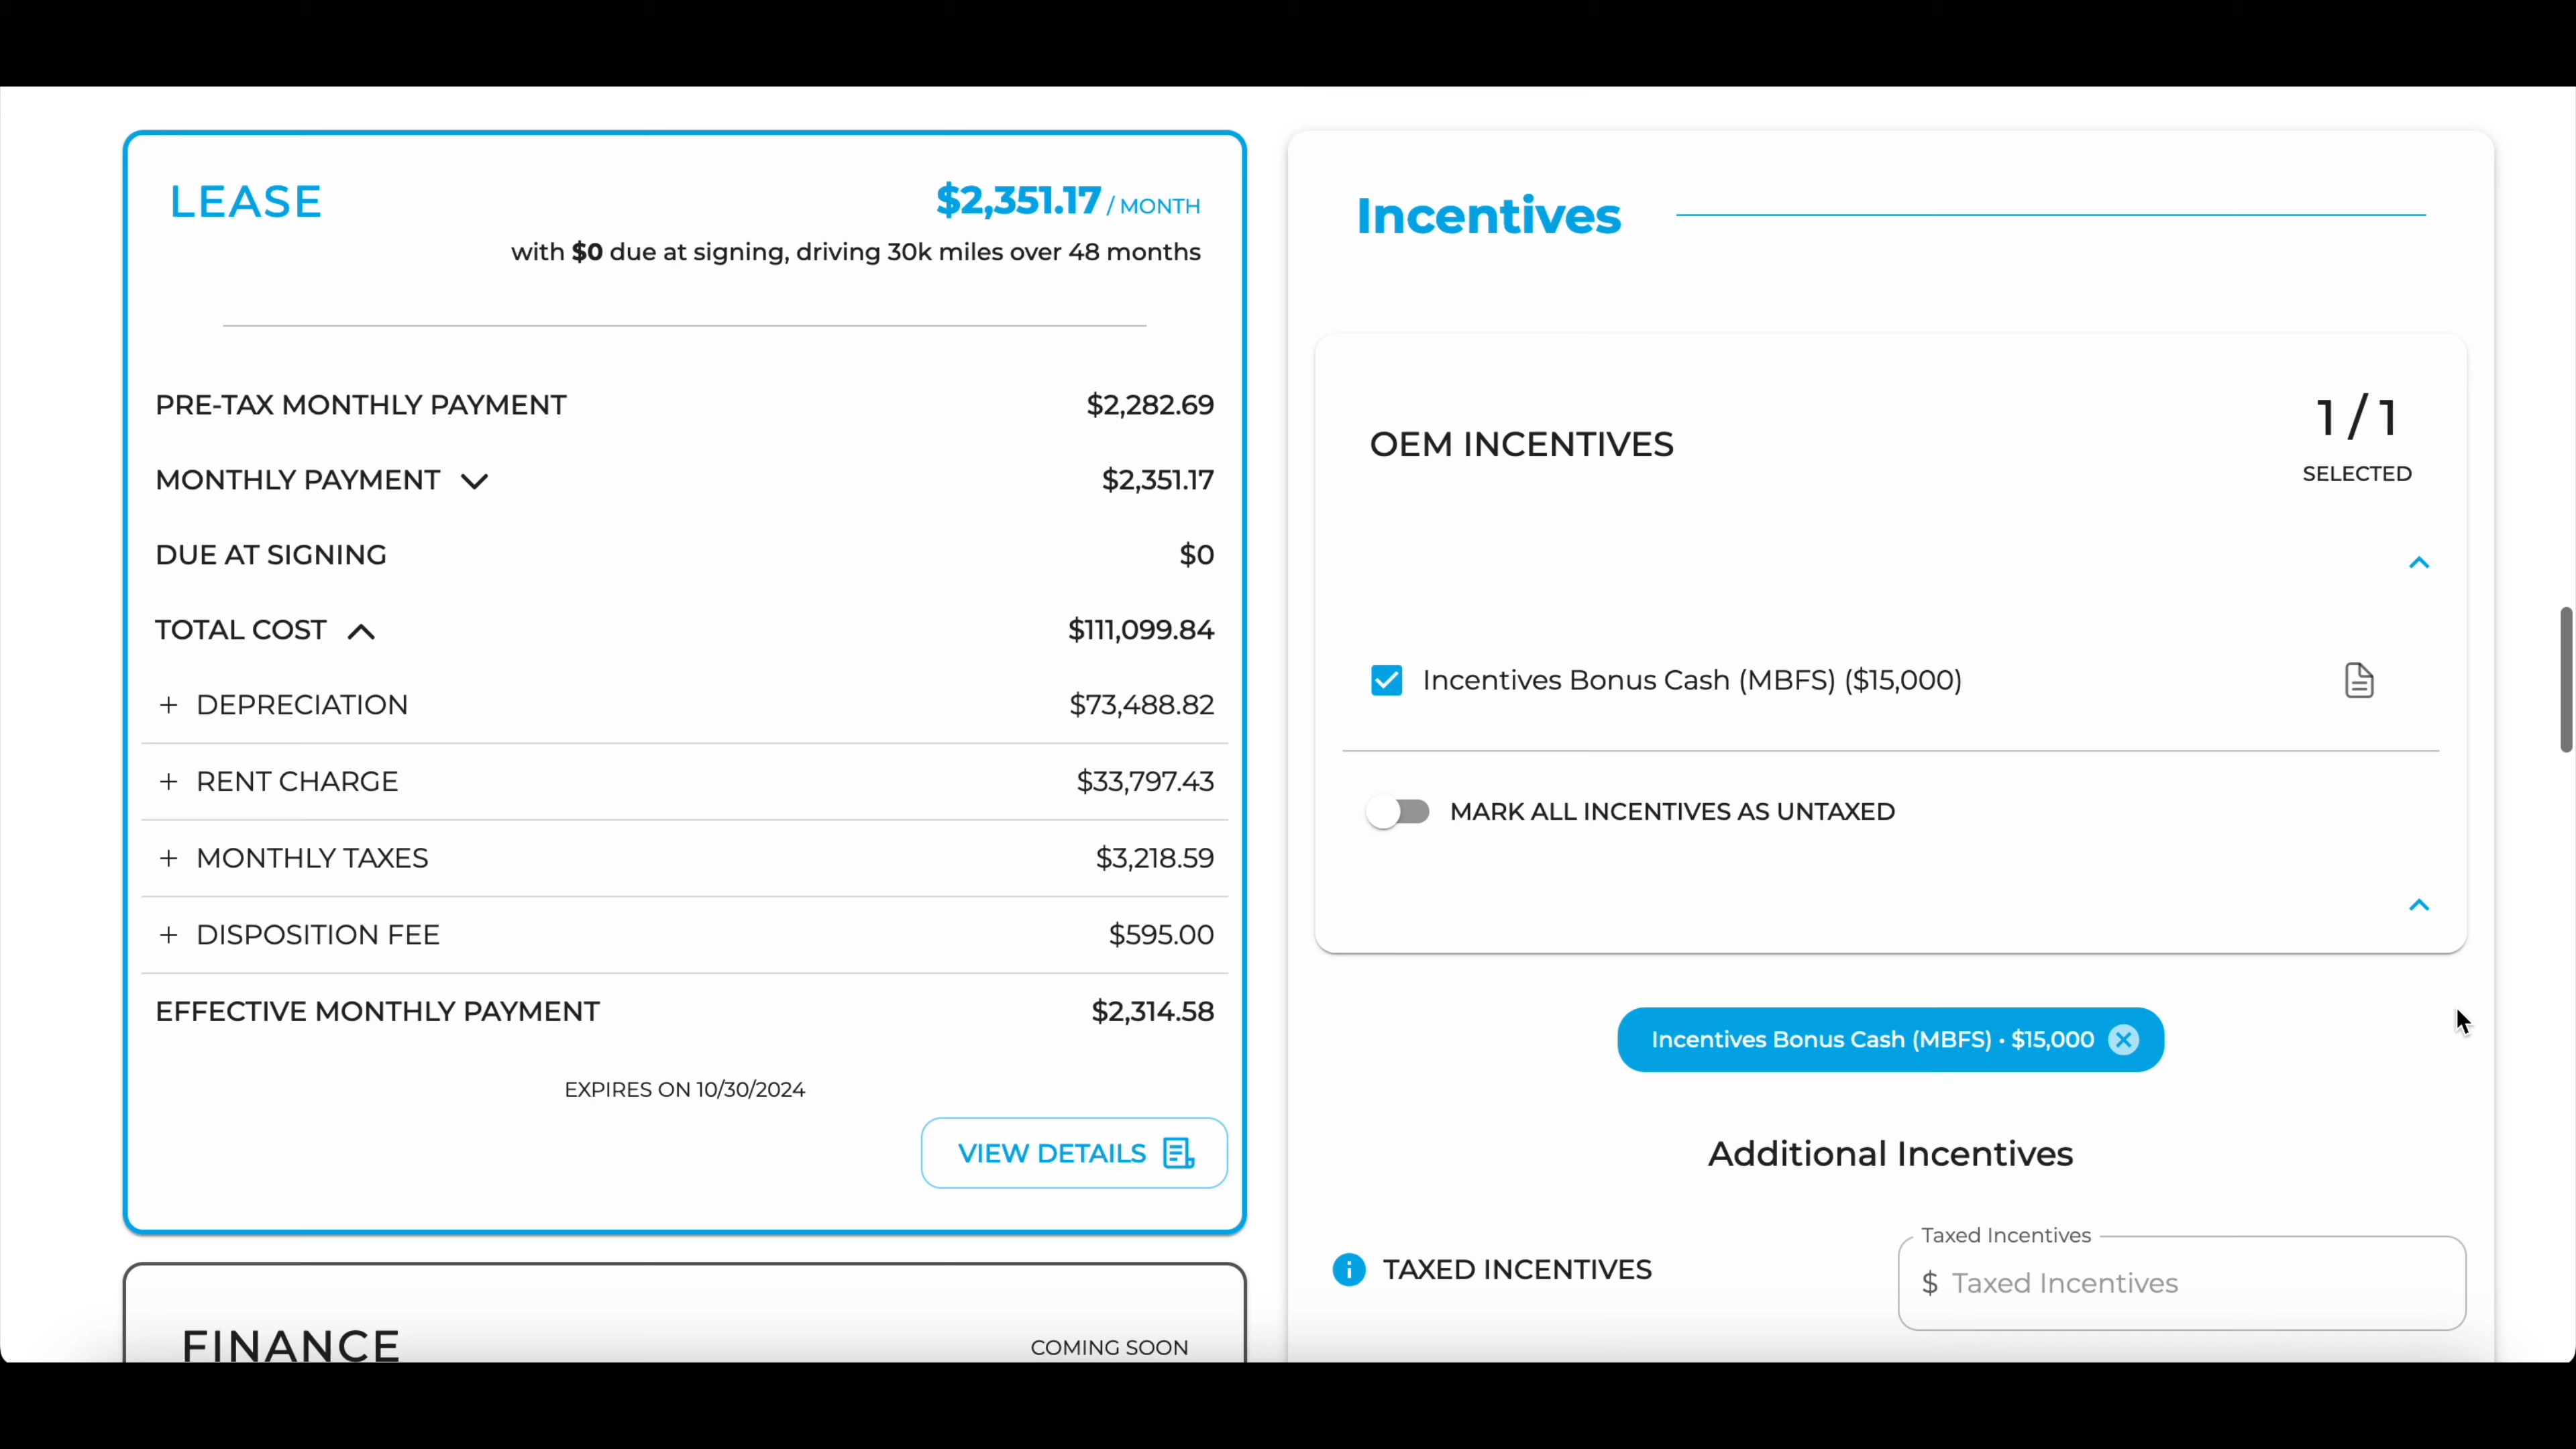 LEASE
$2,351.17 / MONTH
with $0 due at signing, driving 30k miles over 48 months
PRE-TAX MONTHLY PAYMENT $2,282.69
MONTHLY PAYMENT $2,351.17
DUE AT SIGNING $0
TOTAL COST $111,099.84
+ DEPRECIATION $73,488.82
+ RENT CHARGE $33,797.43
+ MONTHLY TAXES $3,218.59
+ DISPOSITION FEE $595.00
EFFECTIVE MONTHLY PAYMENT $2,314.58
EXPIRES ON 10/30/2024
VIEW DETAILS
FINANCE
COMING SOON
Incentives
OEM INCENTIVES
1 / 1
SELECTED
Incentives Bonus Cash (MBFS) ($15,000)
MARK ALL INCENTIVES AS UNTAXED
Incentives Bonus Cash (MBFS) • $15,000
Additional Incentives
TAXED INCENTIVES
Taxed Incentives
$ Taxed Incentives